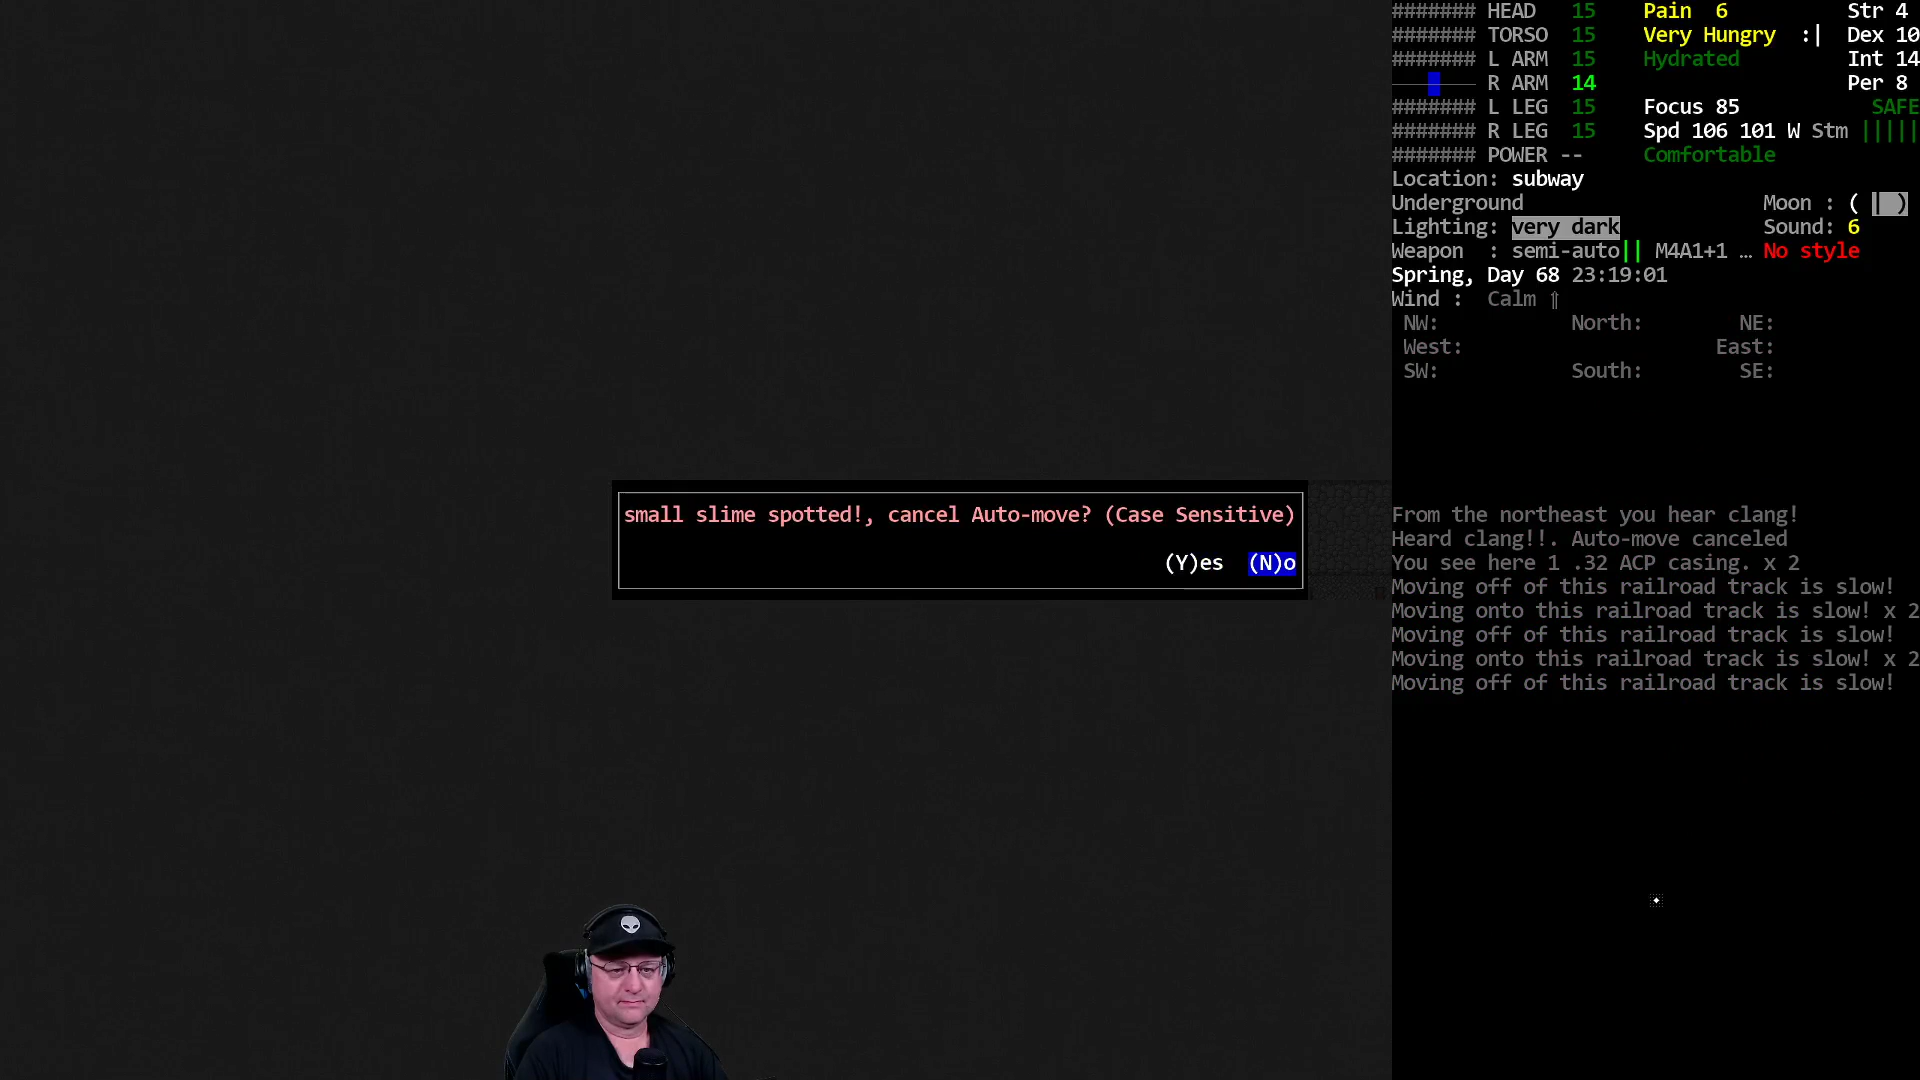 ####### HEAD 15 Pain 6 Str 4
####### TORSO 15 Very Hungry :| Dex 10
####### L ARM 15 Hydrated Int 14
R ARM 14 Per 8
####### L LEG 15 Focus 85 SAFE
####### R LEG 15 Spd 106 101 W Stm |||||
####### POWER -- Comfortable
Location: subway
Underground Moon : ( | )
Lighting: very dark Sound: 6
Weapon : semi-auto|| M4A1+1 … No style
Spring, Day 68 23:19:01
Wind : Calm ⇑
NW: North: NE:
West: East:
SW: South: SE:
small slime spotted!, cancel Auto-move? (Case Sensitive)
(Y)es (N)o
From the northeast you hear clang!
Heard clang!!. Auto-move canceled
You see here 1 .32 ACP casing. x 2
Moving off of this railroad track is slow!
Moving onto this railroad track is slow! x 2
Moving off of this railroad track is slow!
Moving onto this railroad track is slow! x 2
Moving off of this railroad track is slow!